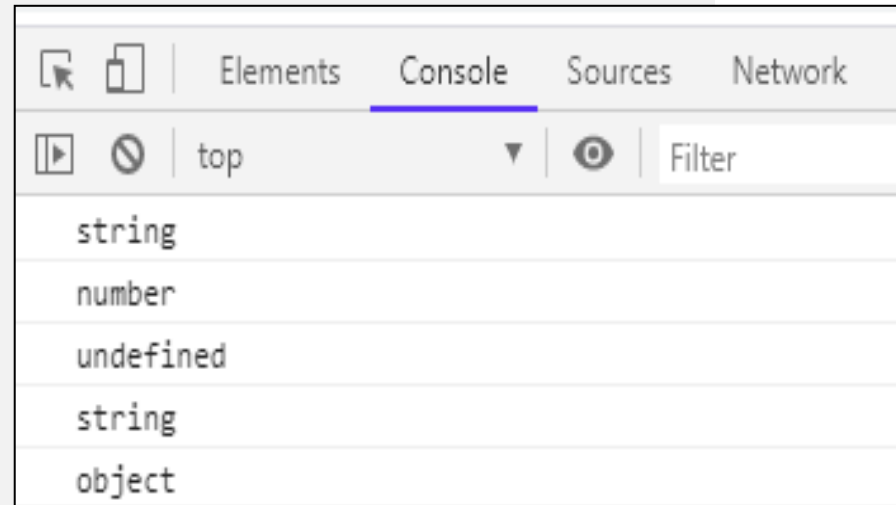 Elements Console Sources Network
top Filter
string
number
undefined
string
object